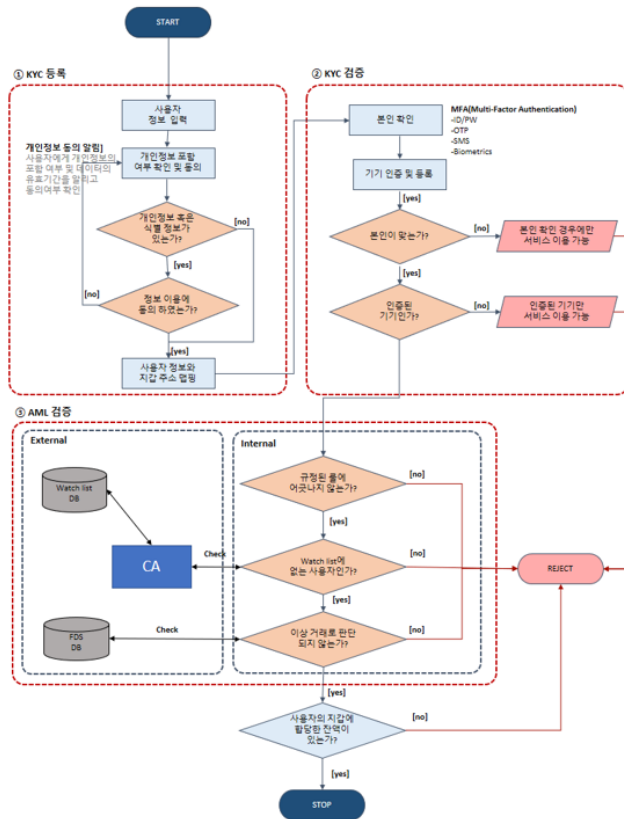 START
① KYC 등록
사용자
정보 입력
개인정보 동의 알림]
사용자에게 개인정보의
포함 여부 및 데이터의
유효기간을 알리고
동의여부 확인
개인정보 포함
여부 확인 및 동의
개인정보 혹은
식별 정보가
있는가?
[no]
[yes]
정보 이용에
동의 하였는가?
[no]
[yes]
사용자 정보와
지갑 주소 맵핑
② KYC 검증
본인 확인
MFA(Multi-Factor Authentication)
-ID/PW
-OTP
-SMS
-Biometrics
기기 인증 및 등록
[yes]
본인이 맞는가?
[no]
본인 확인 경우에만
서비스 이용 가능
[yes]
인증된
기기인가?
[no]
인증된 기기만
서비스 이용 가능
[yes]
③ AML 검증
External
Internal
Watch list
DB
CA
Check
FDS
DB
Check
규정된 룰에
어긋나지 않는가?
[no]
[yes]
Watch list에
없는 사용자인가?
[no]
[yes]
이상 거래로 판단
되지 않는가?
[no]
[yes]
REJECT
사용자의 지갑에
합당한 잔액이
있는가?
[no]
[yes]
STOP